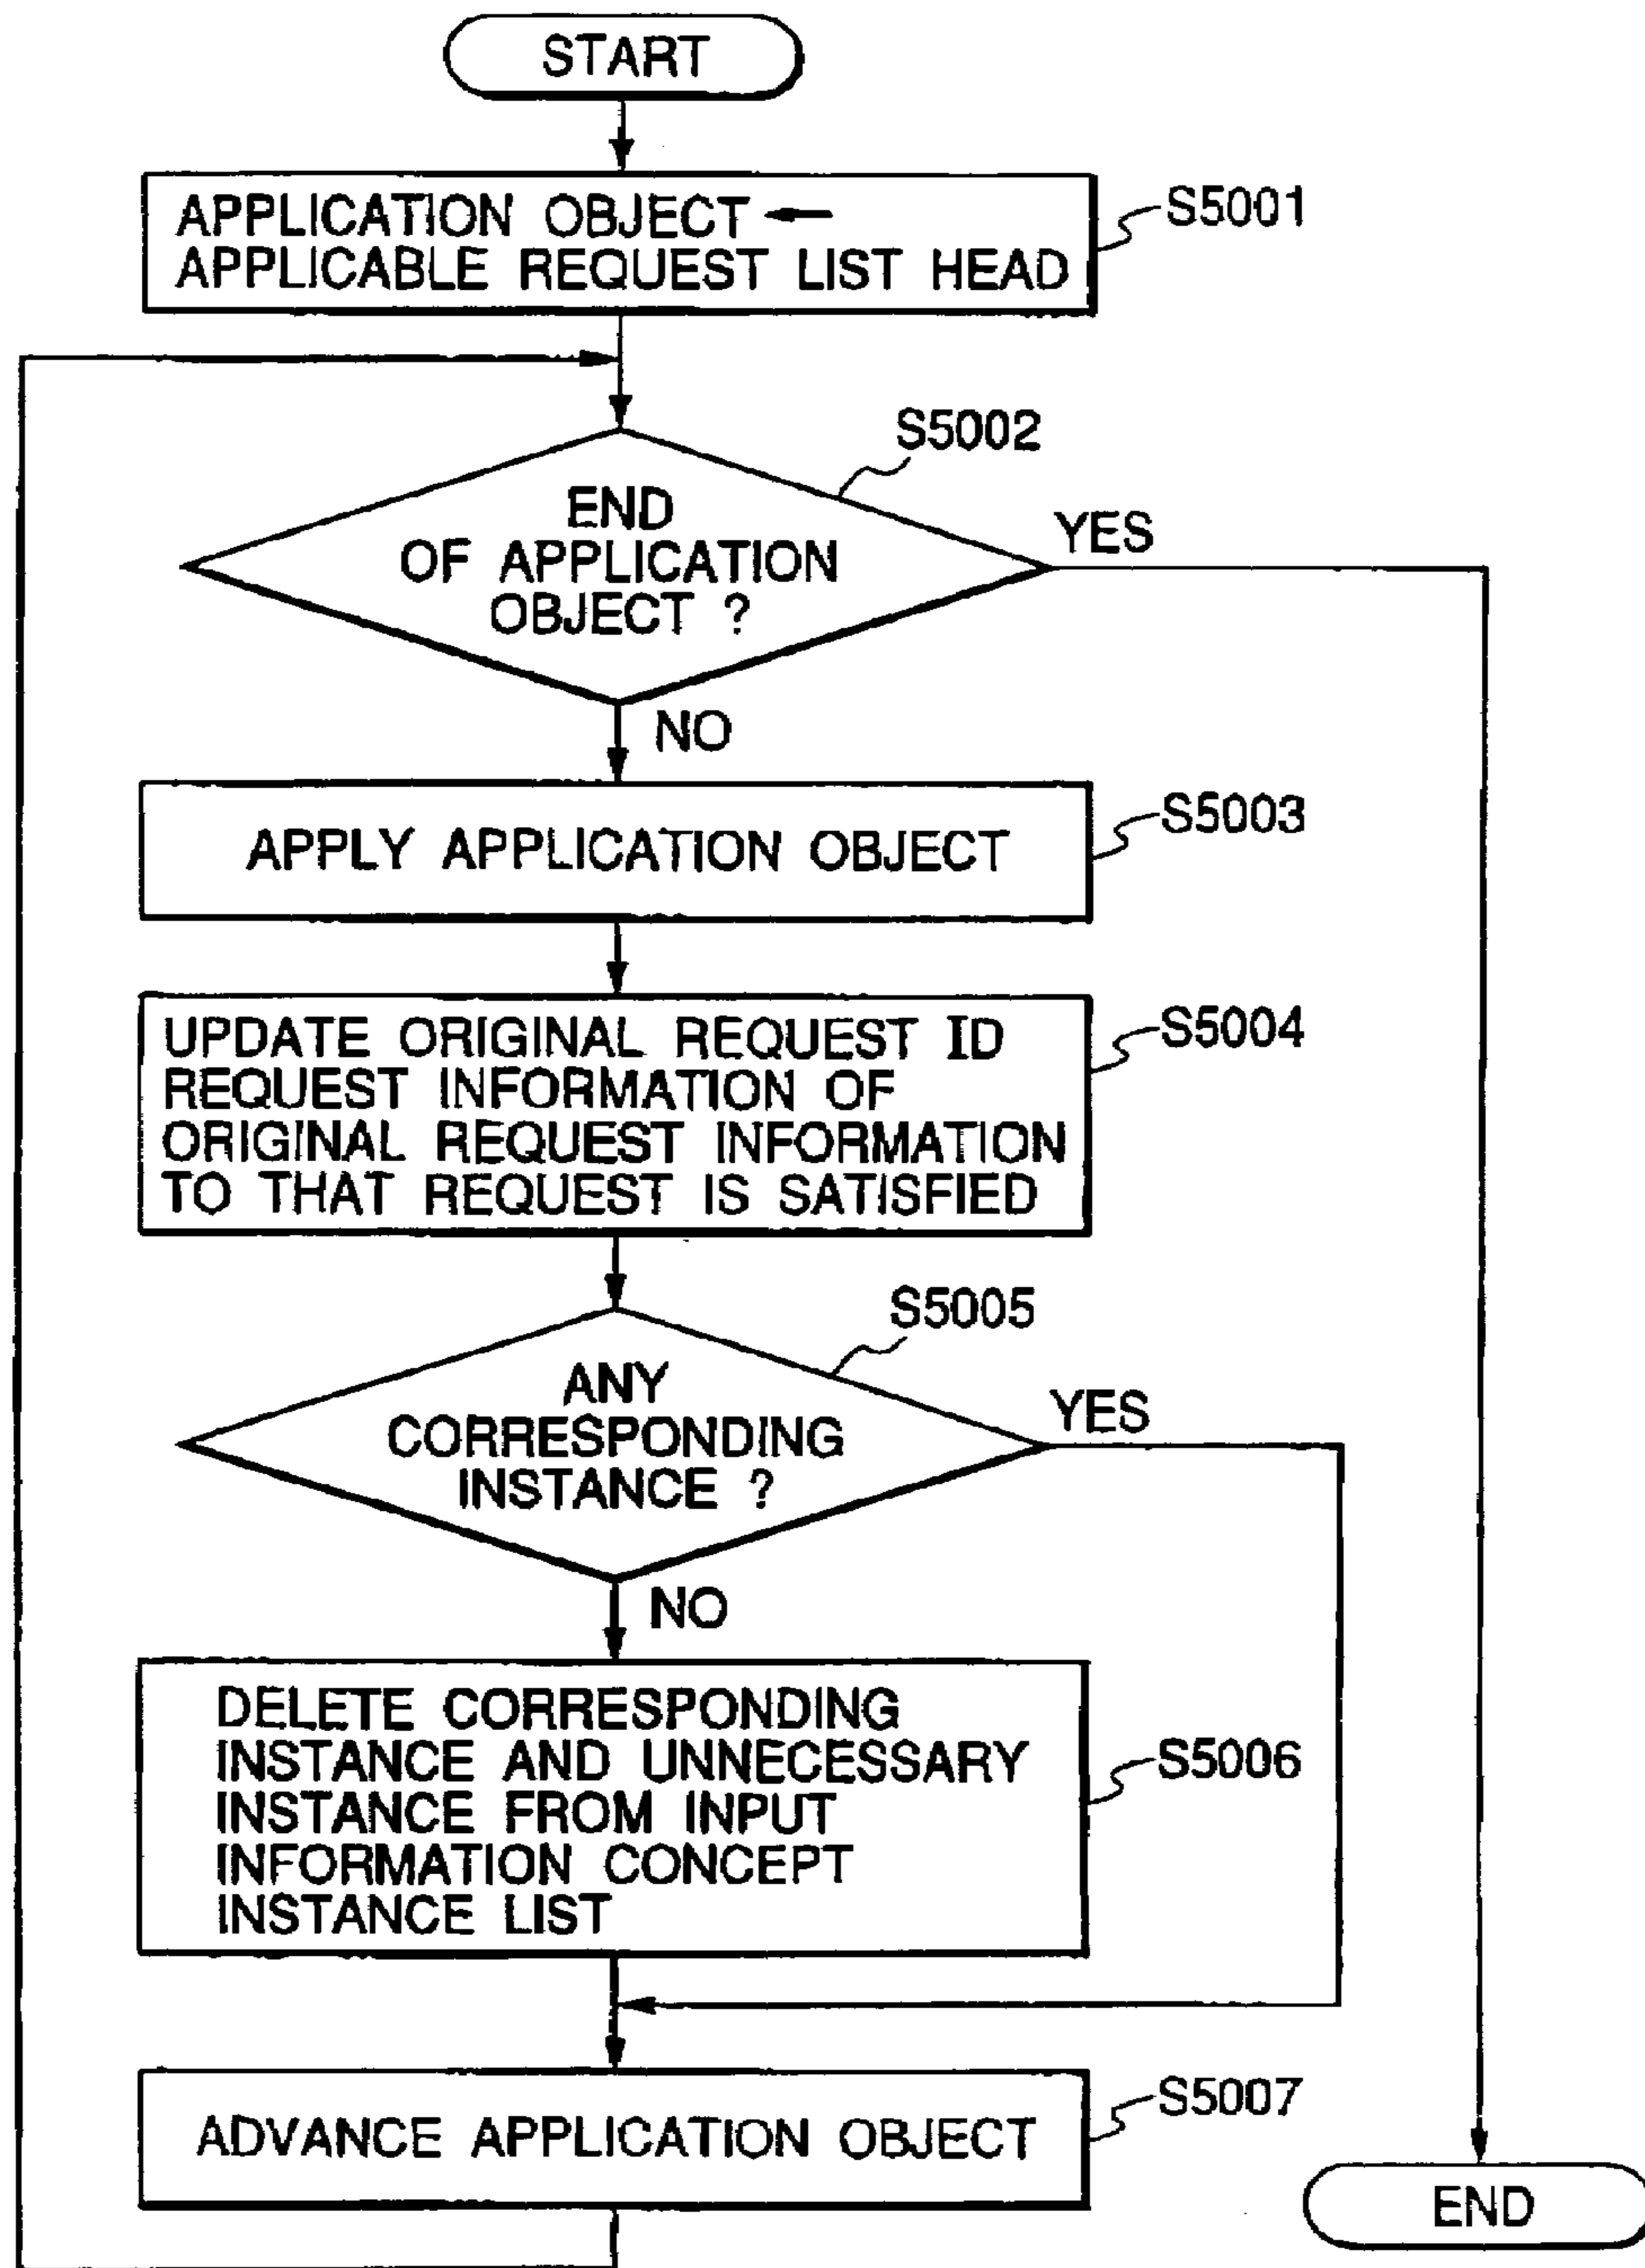 START
APPLICATION OBJECT ←
APPLICABLE REQUEST LIST HEAD
S5001
S5002
END
OF APPLICATION
OBJECT ?
YES
NO
APPLY APPLICATION OBJECT
S5003
UPDATE ORIGINAL REQUEST ID
REQUEST INFORMATION OF
ORIGINAL REQUEST INFORMATION
TO THAT REQUEST IS SATISFIED
S5004
S5005
ANY
CORRESPONDING
INSTANCE ?
YES
NO
DELETE CORRESPONDING
INSTANCE AND UNNECESSARY
INSTANCE FROM INPUT
INFORMATION CONCEPT
INSTANCE LIST
S5006
ADVANCE APPLICATION OBJECT
S5007
END